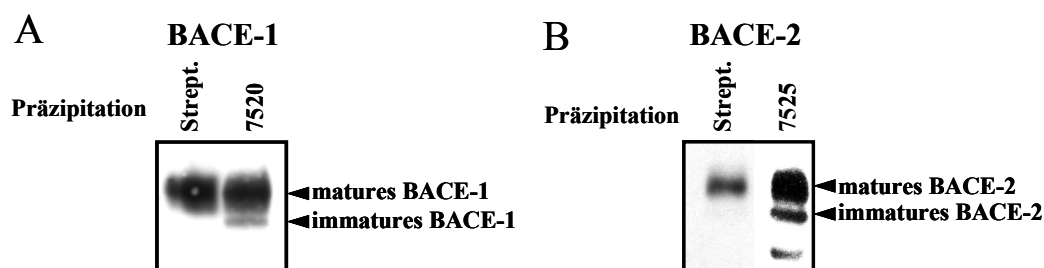 A
BACE-1
Präzipitation
Strept.
7520
matures BACE-1
immatures BACE-1
B
BACE-2
Präzipitation
Strept.
7525
matures BACE-2
immatures BACE-2